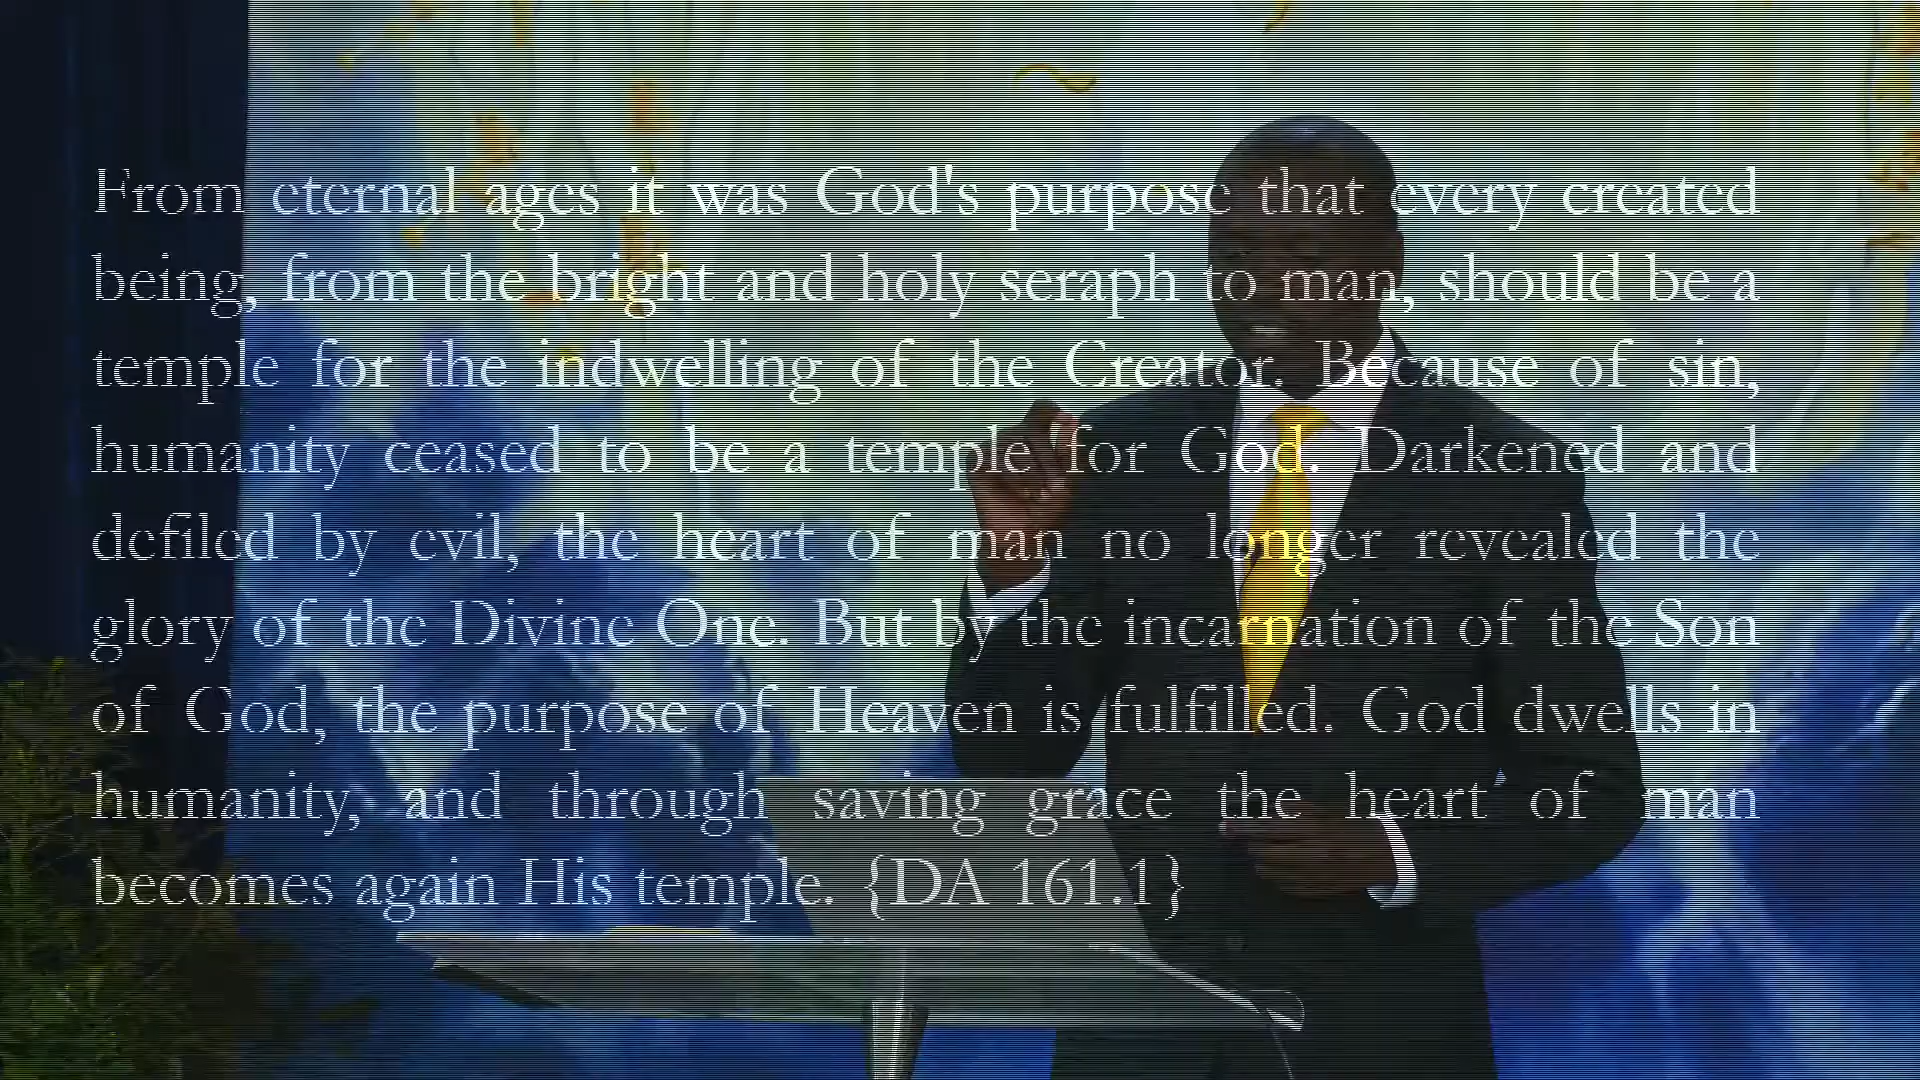 From eternal ages it was God's purpose that every created
being, from the bright and holy seraph to man, should be a
temple for the indwelling of the Creator. Because of sin,
humanity ceased to be a temple for God. Darkened and
defiled by evil, the heart of man no longer revealed the
glory of the Divine One. But by the incarnation of the Son
of God, the purpose of Heaven is fulfilled. God dwells in
humanity, and through saving grace the heart of man
becomes again His temple. {DA 161.1}